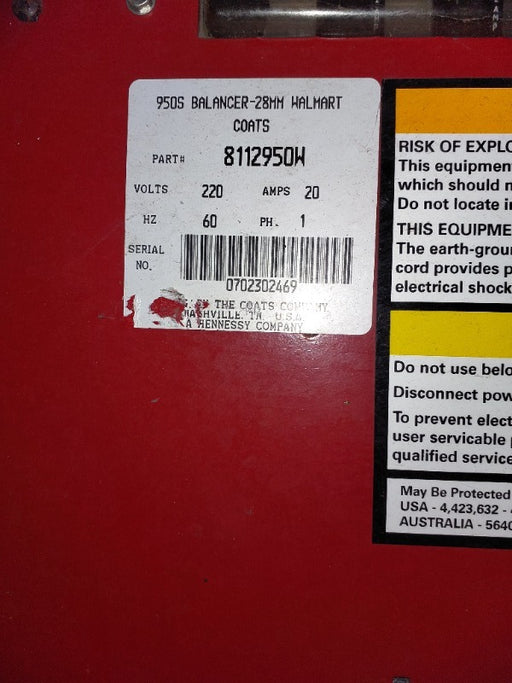 950S BALANCER-28MM WALMART
COATS
PART# 8112950W
VOLTS 220 AMPS 20
HZ 60 PH. 1
SERIAL
NO.
0702302469
THE COATS COMPANY
NASHVILLE, TN. U.S.A.
A HENNESSY COMPANY
RISK OF EXPLO
This equipmen
which should n
Do not locate i
THIS EQUIPME
The earth-grou
cord provides p
electrical shock
Do not use belo
Disconnect pow
To prevent elect
user servicable
qualified service
May Be Protected
USA - 4,423,632 -
AUSTRALIA - 5640
AMP